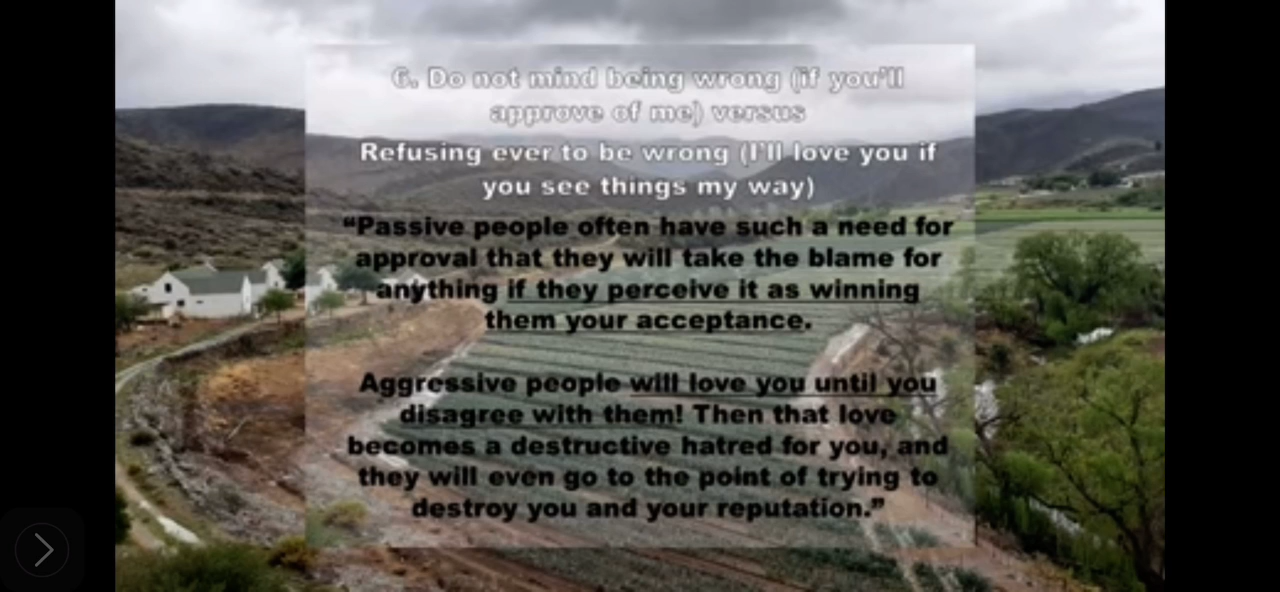 6. Do not mind being wrong (if you'll
approve of me) versus
Refusing ever to be wrong (I'll love you if
you see things my way)
“Passive people often have such a need for
approval that they will take the blame for
anything if they perceive it as winning
them your acceptance.
Aggressive people will love you until you
disagree with them! Then that love
becomes a destructive hatred for you, and
they will even go to the point of trying to
destroy you and your reputation.”